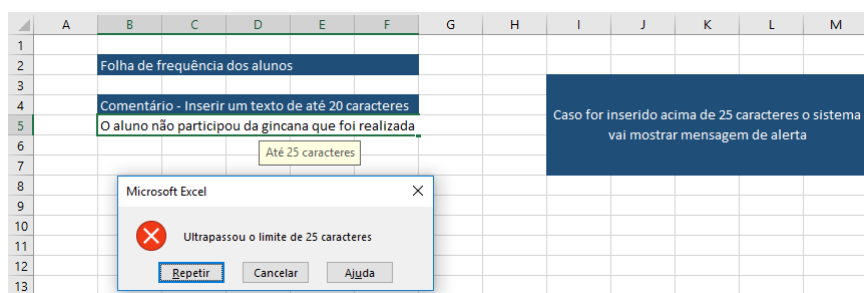 A B C D E F G H I J K L M
1
2 Folha de frequência dos alunos
3
4 Comentário - Inserir um texto de até 20 caracteres
Caso for inserido acima de 25 caracteres o sistema
vai mostrar mensagem de alerta
5 O aluno não participou da gincana que foi realizada
6
Até 25 caracteres
7
8
Microsoft Excel
9
10
Ultrapassou o limite de 25 caracteres
11
12
Repetir Cancelar Ajuda
13